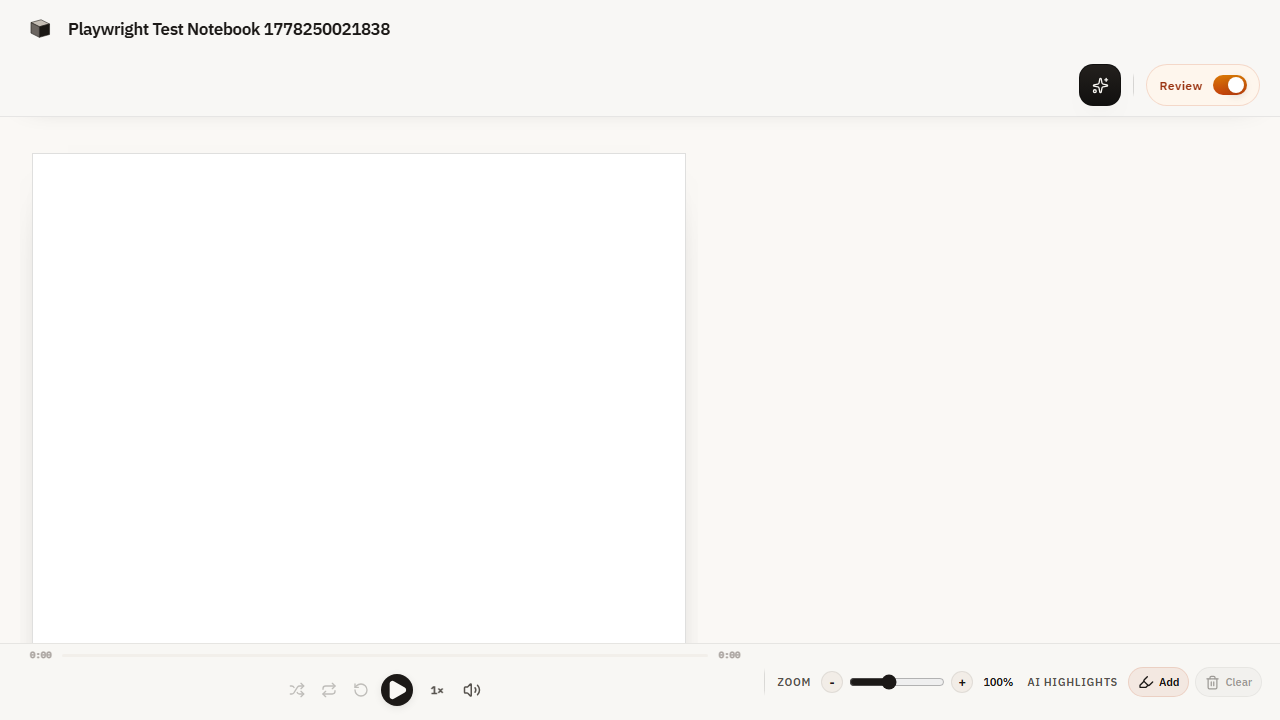 Playwright Test Notebook 1778250021838
Review
0:00
0:00
1×
ZOOM - + 100% AI HIGHLIGHTS Add Clear